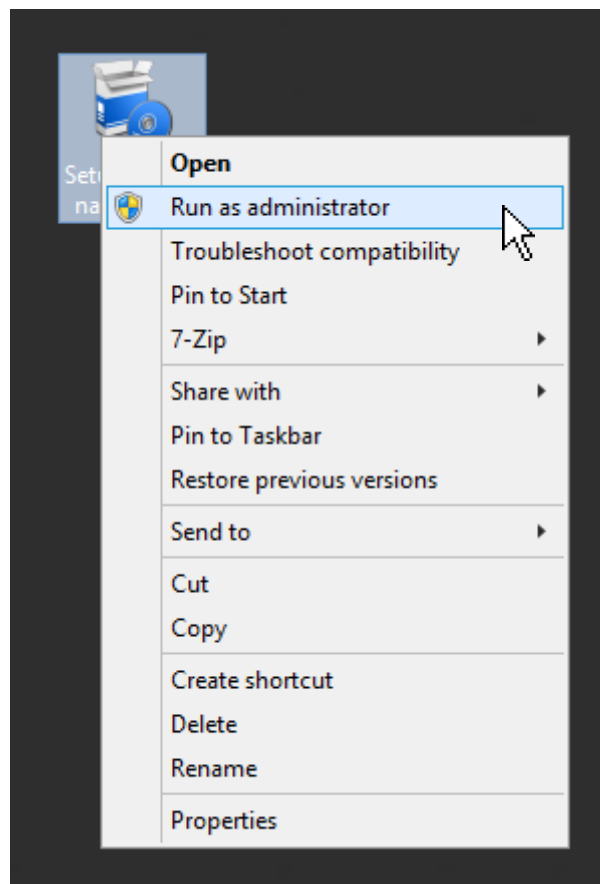 Open
Run as administrator
Troubleshoot compatibility
Pin to Start
7-Zip
Share with
Pin to Taskbar
Restore previous versions
Send to
Cut
Copy
Create shortcut
Delete
Rename
Properties